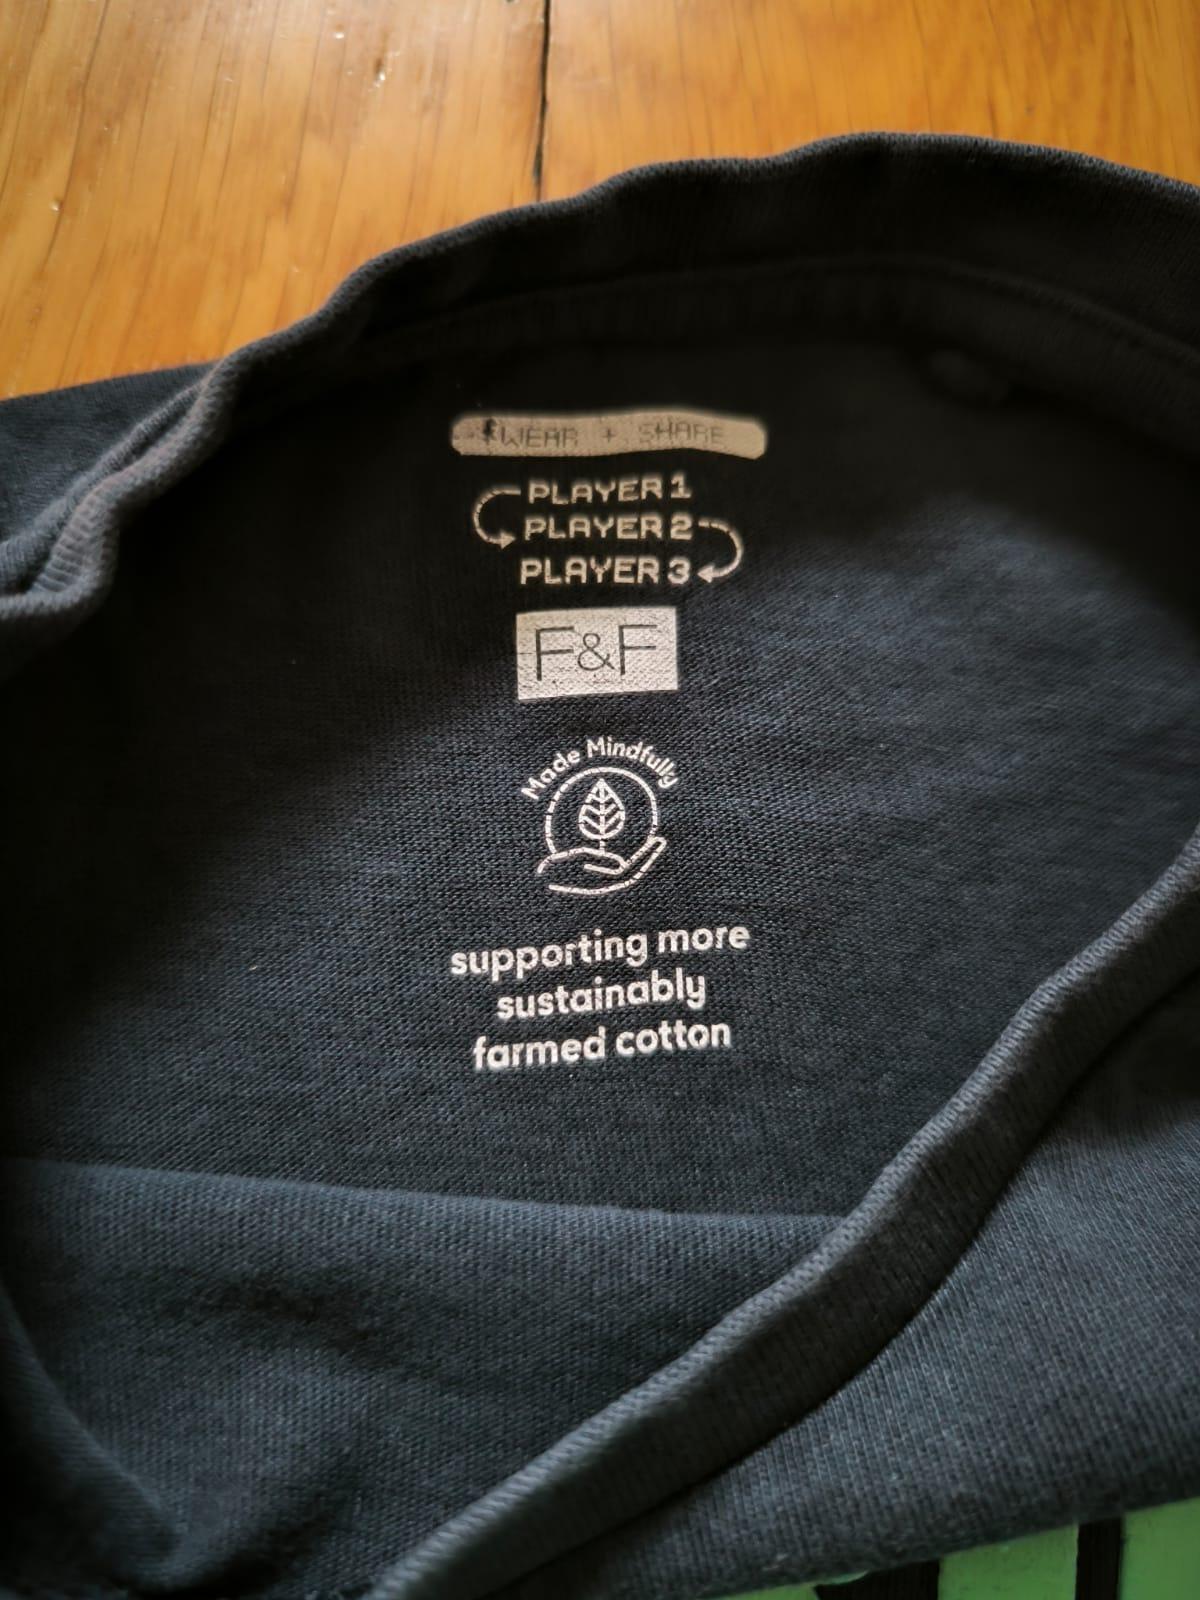 WEAR + SHARE
PLAYER 1
PLAYER 2
PLAYER 3
F&F
Made Mindfully
supporting more
sustainably
farmed cotton